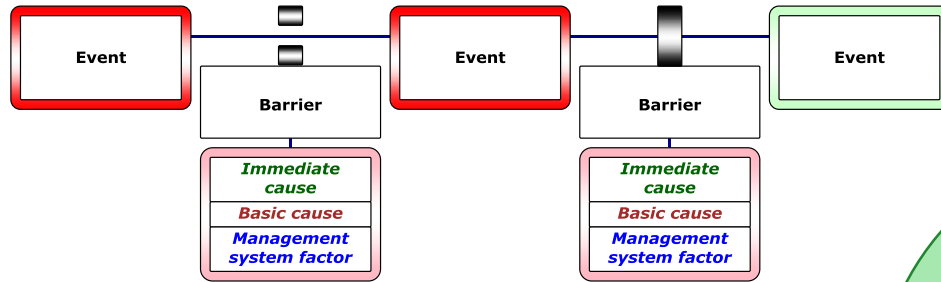 Event
Event
Event
Barrier
Barrier
Immediate
cause
Basic cause
Management
system factor
Immediate
cause
Basic cause
Management
system factor